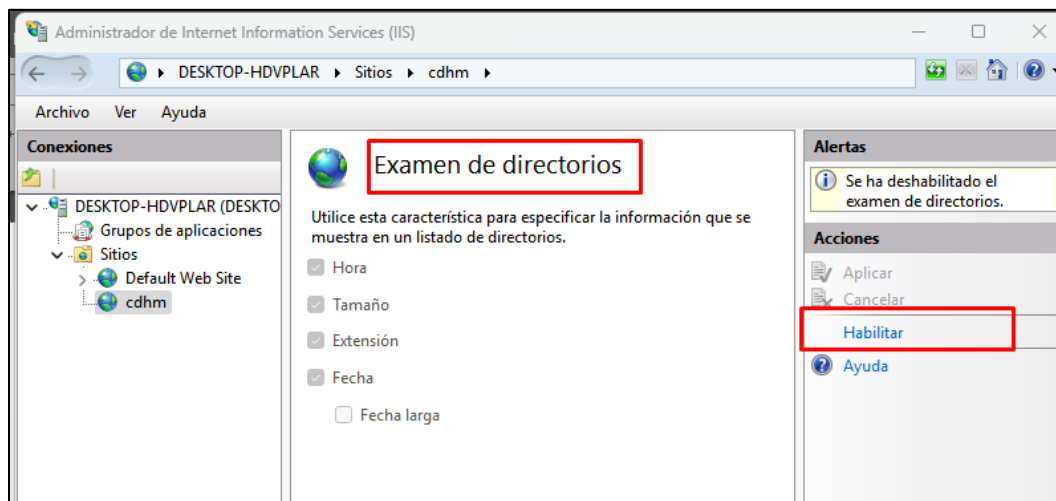 Administrador de Internet Information Services (IIS)
DESKTOP-HDVPLAR
Sitios
cdhm
Archivo Ver Ayuda
Conexiones
DESKTOP-HDVPLAR (DESKTO
Grupos de aplicaciones
Sitios
Default Web Site
cdhm
Examen de directorios
Utilice esta característica para especificar la información que se
muestra en un listado de directorios.
Hora
Tamaño
Extensión
Fecha
Fecha larga
Alertas
Se ha deshabilitado el
examen de directorios.
Acciones
Aplicar
Cancelar
Habilitar
Ayuda